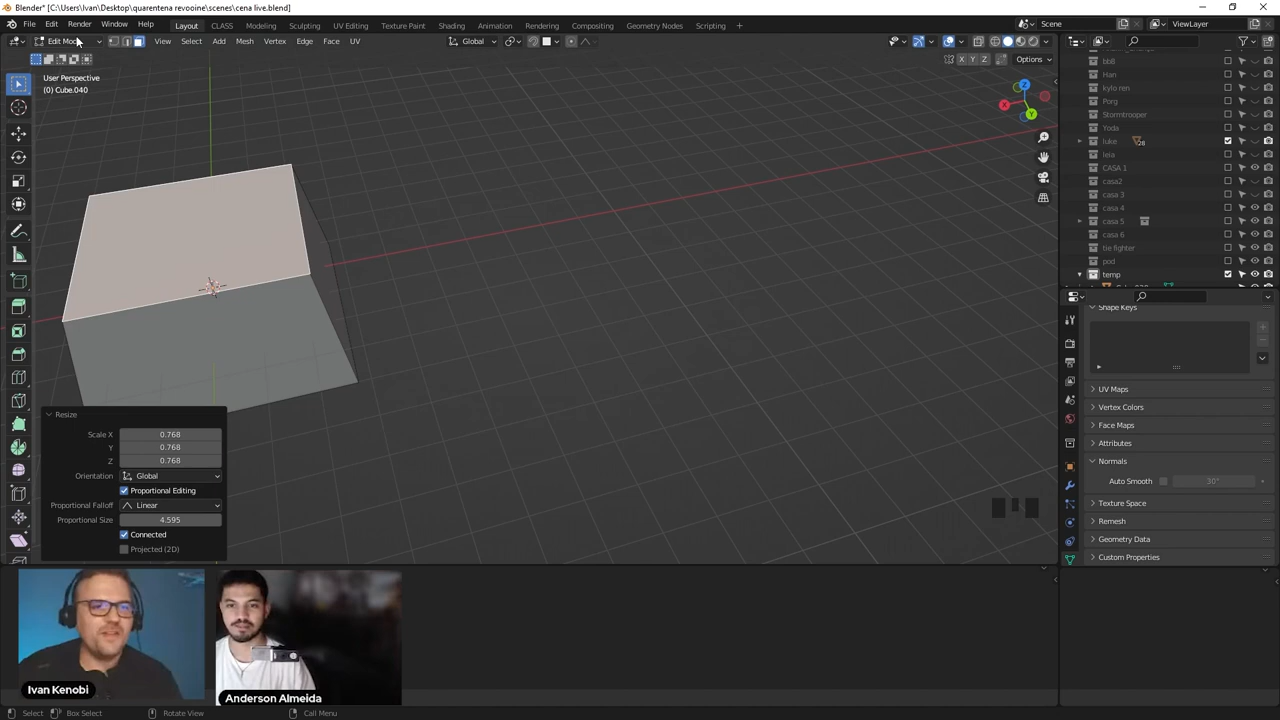 Blender* [C:\Users\Ivan\Desktop\quarentena revooine\scenes\cena live.blend]
File Edit Render Window Help Layout CLASS Modeling Sculpting UV Editing Texture Paint Shading Animation Rendering Compositing Geometry Nodes Scripting + Scene ViewLayer
Edit Mode View Select Add Mesh Vertex Edge Face UV Global
X Y Z Options
User Perspective
(0) Cube.040
Z
X
Y
bb8
Han
kylo ren
Porg
Stormtrooper
Yoda
luke 28
leia
CASA 1
casa2
casa 3
casa 4
casa 5
casa 6
tie fighter
pod
temp
Shape Keys
UV Maps
Vertex Colors
Face Maps
Attributes
Normals
Auto Smooth 30°
Texture Space
Remesh
Geometry Data
Custom Properties
Resize
Scale X 0.768
Y 0.768
Z 0.768
Orientation Global
Proportional Editing
Proportional Falloff Linear
Proportional Size 4.595
Connected
Projected (2D)
Ivan Kenobi
Anderson Almeida
Select Box Select Rotate View Call Menu